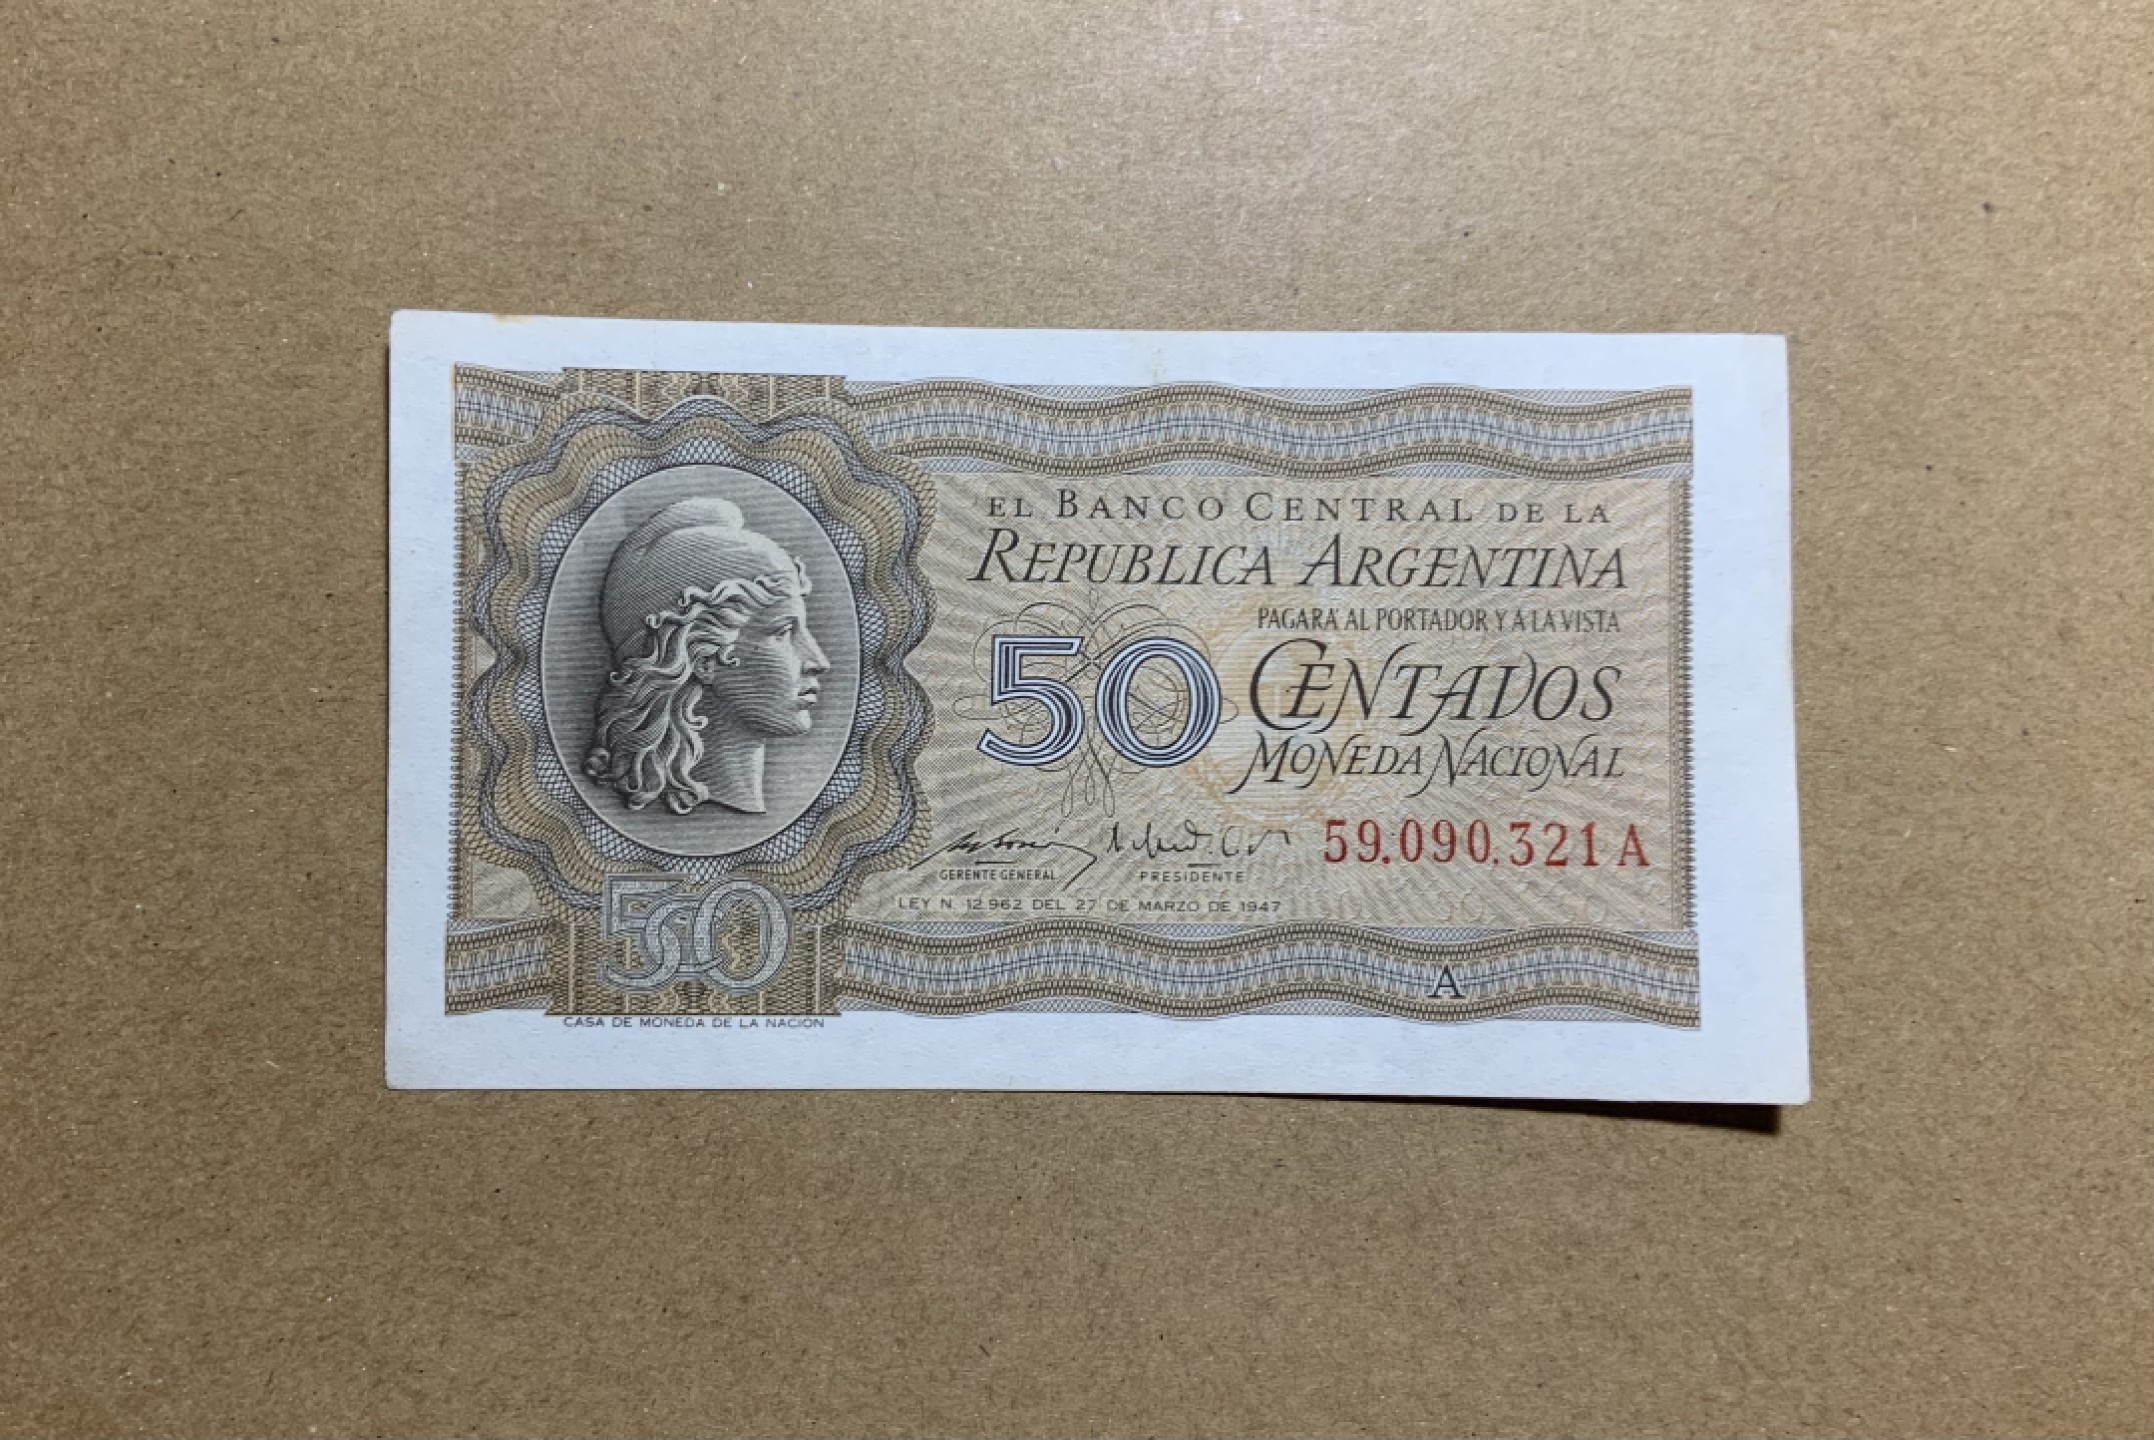 EL BANCO CENTRAL DE LA
REPUBLICA ARGENTINA
PAGARÁ AL PORTADOR Y A LA VISTA
50 CENTAVOS
MONEDA NACIONAL
59.090.321 A
GERENTE GENERAL PRESIDENTE
LEY N. 12.962 DEL 27 DE MARZO DE 1947
50
A
CASA DE MONEDA DE LA NACION